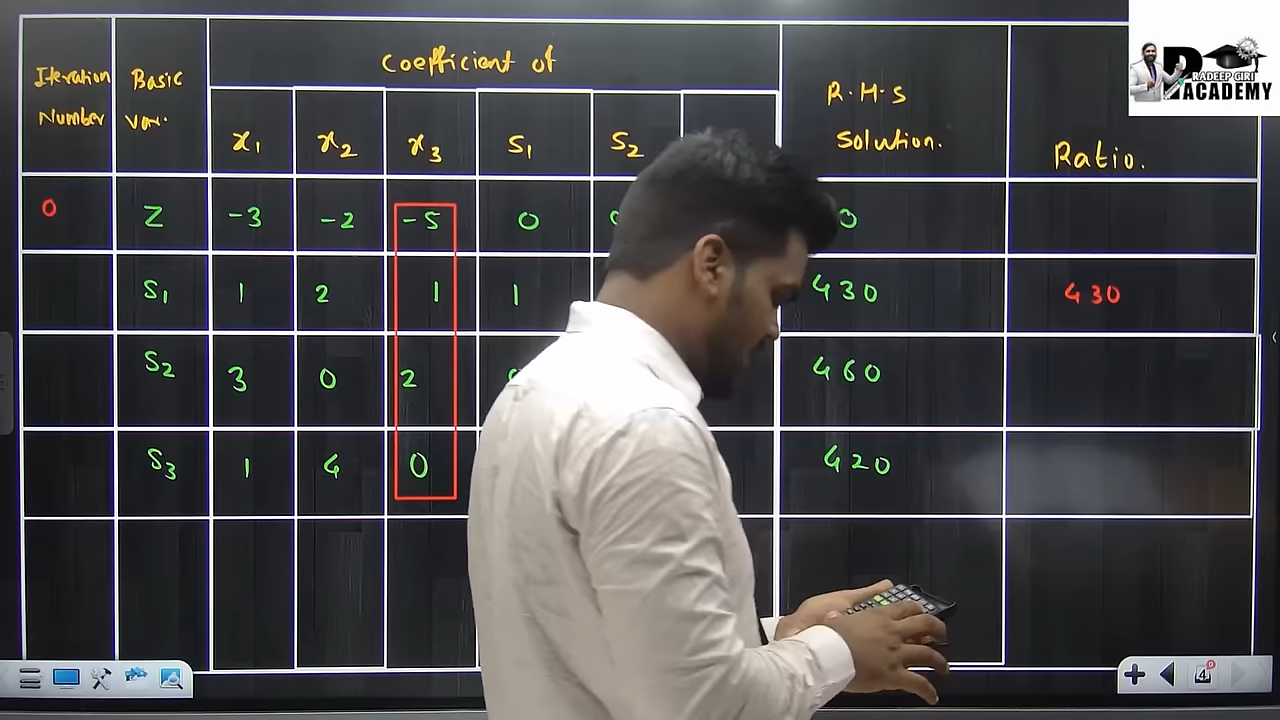 Iteration Number
Basic var.
Coefficient of
R.H.S Solution.
Ratio.
x₁ x₂ x₃ S₁ S₂
0 Z -3 -2 -5 0 0
S₁ 1 2 1 1 430 430
S₂ 3 0 2 460
S₃ 1 4 0 420
RADEEP GIRI
ACADEMY
4